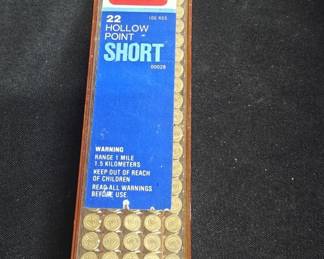 22
HOLLOW
POINT
SHORT
00028
WARNING
RANGE 1 MILE
1.5 KILOMETERS
KEEP OUT OF REACH
OF CHILDREN
READ ALL WARNINGS
BEFORE USE